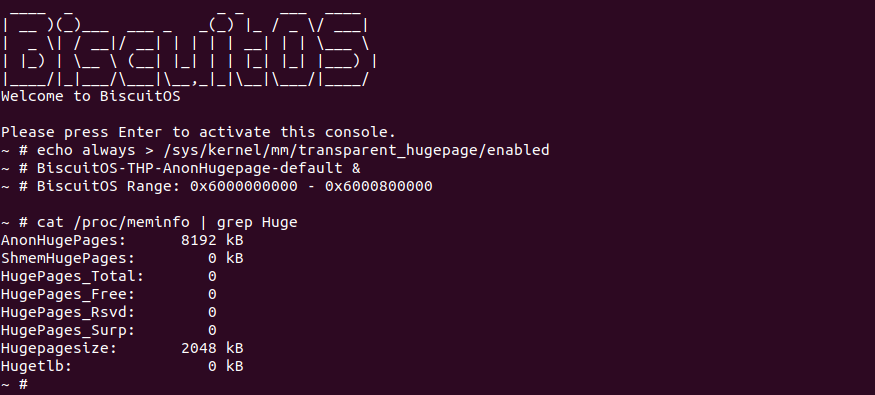 ____  _                _ _    ___  ____
| __ )(_)___  ___ _   _(_) |_ / _ \/ ___|
|  _ \| / __|/ __| | | | | __| | | \___ \
| |_) | \__ \ (__| |_| | | |_| |_| |___) |
|____/|_|___/\___|\__,_|_|\__|\___/|____/
Welcome to BiscuitOS
Please press Enter to activate this console.
~ # echo always > /sys/kernel/mm/transparent_hugepage/enabled
~ # BiscuitOS-THP-AnonHugepage-default &
~ # BiscuitOS Range: 0x6000000000 - 0x6000800000
~ # cat /proc/meminfo | grep Huge
AnonHugePages:      8192 kB
ShmemHugePages:        0 kB
HugePages_Total:       0
HugePages_Free:        0
HugePages_Rsvd:        0
HugePages_Surp:        0
Hugepagesize:       2048 kB
Hugetlb:               0 kB
~ #